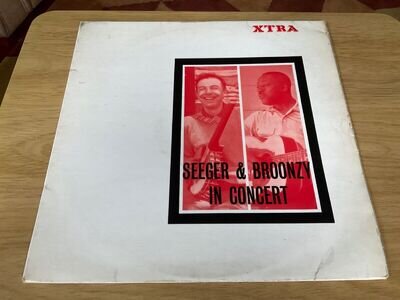 XTRA
SEEGER & BROONZY
IN CONCERT